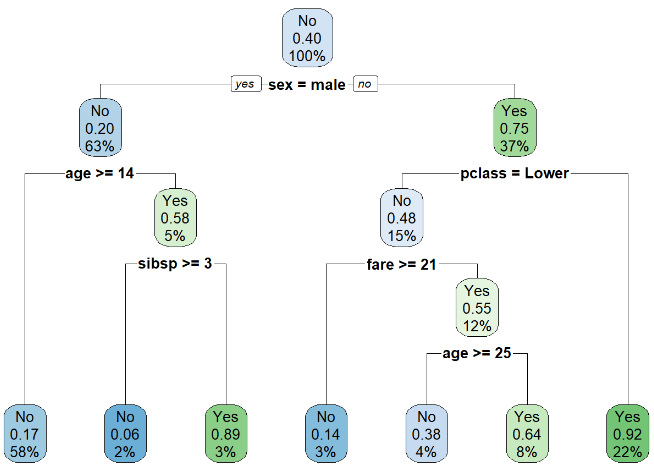 No
0.40
100%
yes sex = male no
No
0.20
63%
Yes
0.75
37%
age >= 14
pclass = Lower
Yes
0.58
5%
No
0.48
15%
sibsp >= 3
fare >= 21
Yes
0.55
12%
age >= 25
No
0.17
58%
No
0.06
2%
Yes
0.89
3%
No
0.14
3%
No
0.38
4%
Yes
0.64
8%
Yes
0.92
22%